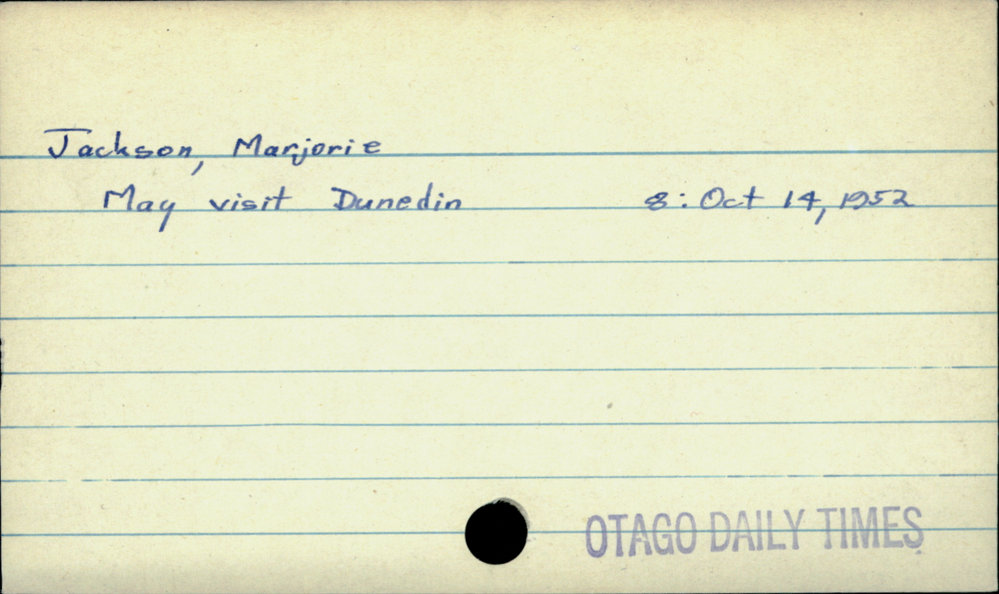 Jackson, Marjorie
May visit Dunedin 8: Oct 14, 1952
OTAGO DAILY TIMES